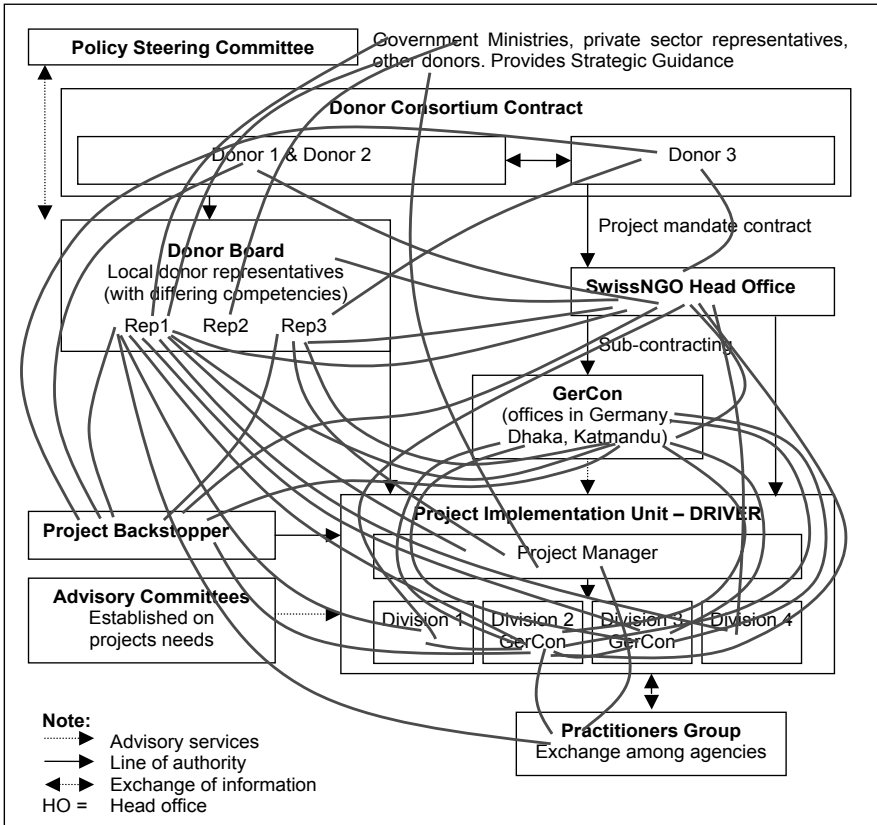 Policy Steering Committee
Government Ministries, private sector representatives,
other donors. Provides Strategic Guidance
Donor Consortium Contract
Donor 1 & Donor 2
Donor 3
Project mandate contract
Donor Board
Local donor representatives
(with differing competencies)
Rep1 Rep2 Rep3
SwissNGO Head Office
Sub-contracting
GerCon
(offices in Germany,
Dhaka, Katmandu)
Project Backstopper
Project Implementation Unit – DRIVER
Project Manager
Advisory Committees
Established on
projects needs
Division 1
Division 2
GerCon
Division 3
GerCon
Division 4
Practitioners Group
Exchange among agencies
Note:
Advisory services
Line of authority
Exchange of information
HO = Head office